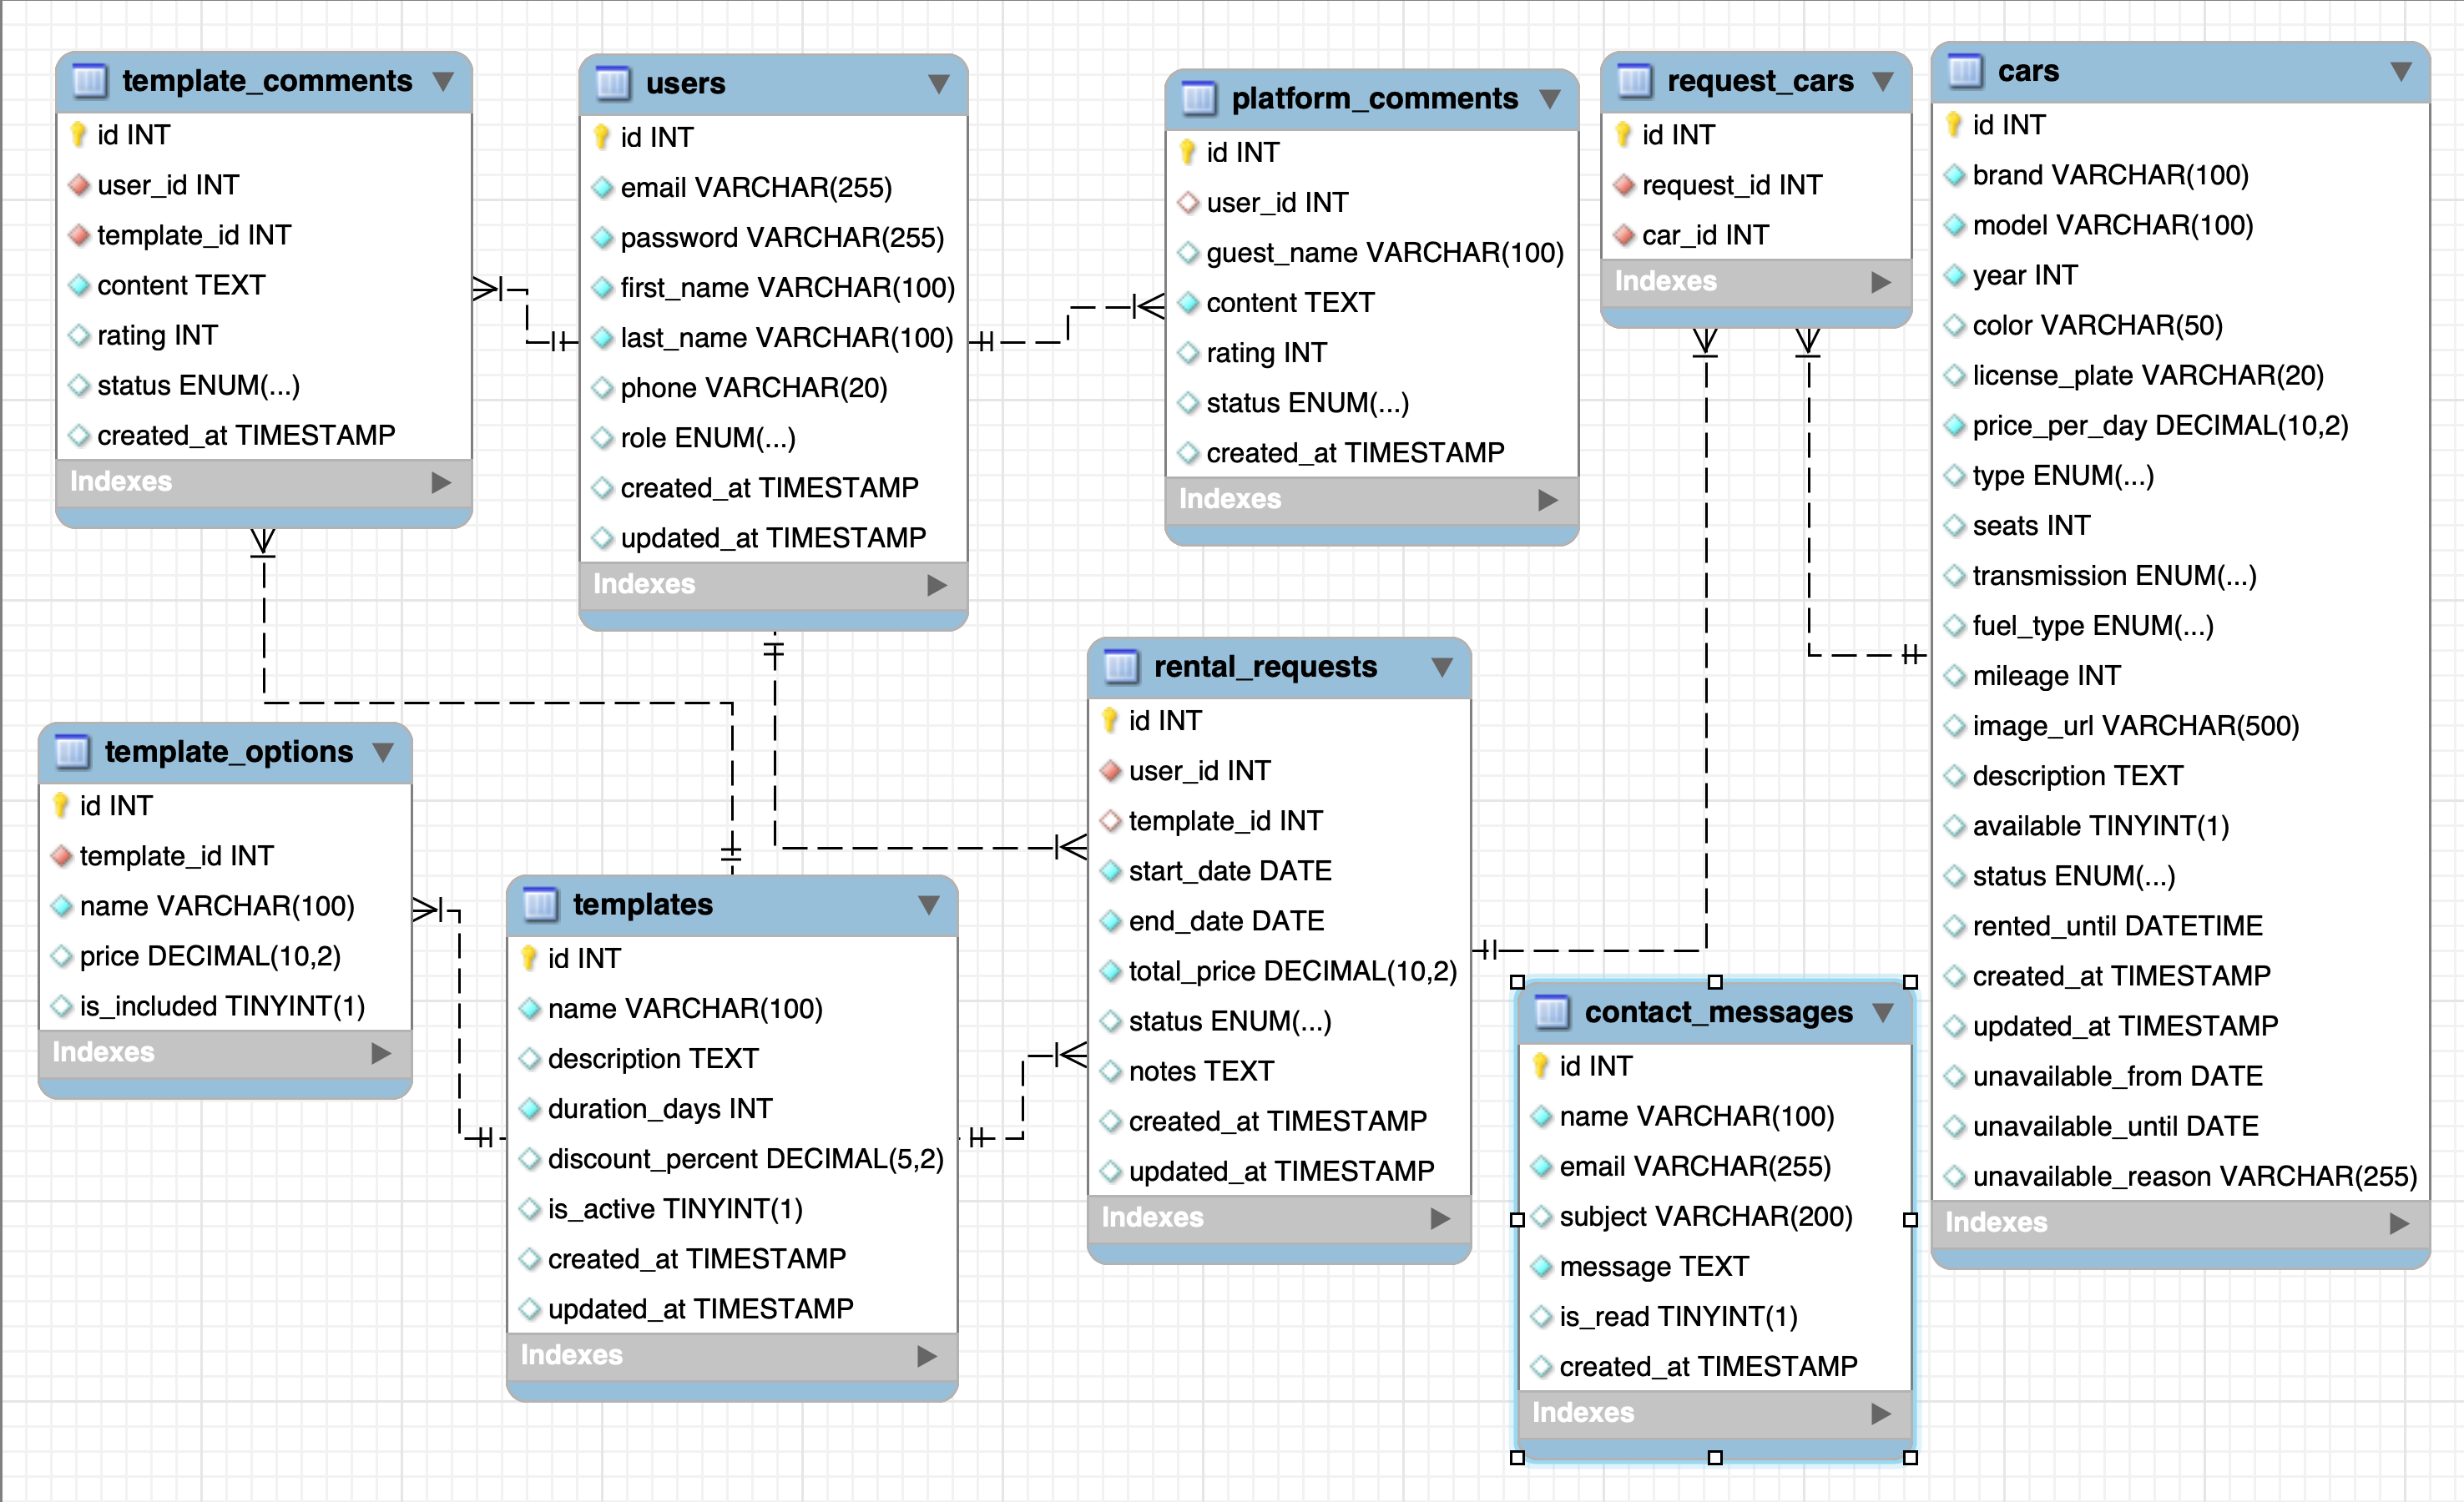 template_comments
id INT
user_id INT
template_id INT
content TEXT
rating INT
status ENUM(...)
created_at TIMESTAMP
Indexes
users
id INT
email VARCHAR(255)
password VARCHAR(255)
first_name VARCHAR(100)
last_name VARCHAR(100)
phone VARCHAR(20)
role ENUM(...)
created_at TIMESTAMP
updated_at TIMESTAMP
Indexes
platform_comments
id INT
user_id INT
guest_name VARCHAR(100)
content TEXT
rating INT
status ENUM(...)
created_at TIMESTAMP
Indexes
request_cars
id INT
request_id INT
car_id INT
Indexes
cars
id INT
brand VARCHAR(100)
model VARCHAR(100)
year INT
color VARCHAR(50)
license_plate VARCHAR(20)
price_per_day DECIMAL(10,2)
type ENUM(...)
seats INT
transmission ENUM(...)
fuel_type ENUM(...)
mileage INT
image_url VARCHAR(500)
description TEXT
available TINYINT(1)
status ENUM(...)
rented_until DATETIME
created_at TIMESTAMP
updated_at TIMESTAMP
unavailable_from DATE
unavailable_until DATE
unavailable_reason VARCHAR(255)
Indexes
template_options
id INT
template_id INT
name VARCHAR(100)
price DECIMAL(10,2)
is_included TINYINT(1)
Indexes
templates
id INT
name VARCHAR(100)
description TEXT
duration_days INT
discount_percent DECIMAL(5,2)
is_active TINYINT(1)
created_at TIMESTAMP
updated_at TIMESTAMP
Indexes
rental_requests
id INT
user_id INT
template_id INT
start_date DATE
end_date DATE
total_price DECIMAL(10,2)
status ENUM(...)
notes TEXT
created_at TIMESTAMP
updated_at TIMESTAMP
Indexes
contact_messages
id INT
name VARCHAR(100)
email VARCHAR(255)
subject VARCHAR(200)
message TEXT
is_read TINYINT(1)
created_at TIMESTAMP
Indexes